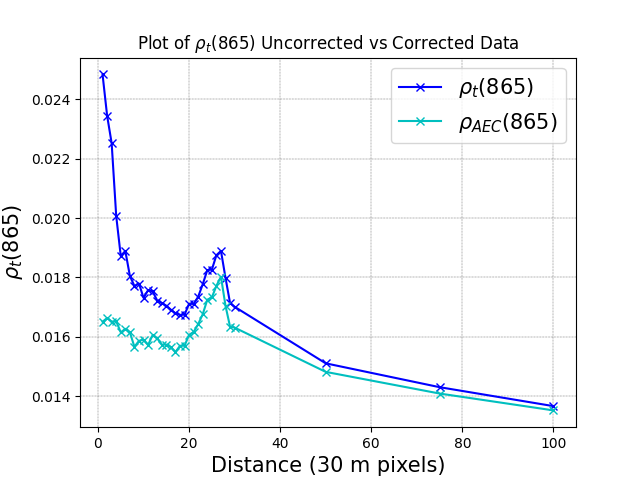 Plot of ρt(865) Uncorrected vs Corrected Data
ρt(865)
ρAEC(865)
0.024
0.022
0.020
0.018
0.016
0.014
ρt(865)
0 20 40 60 80 100
Distance (30 m pixels)